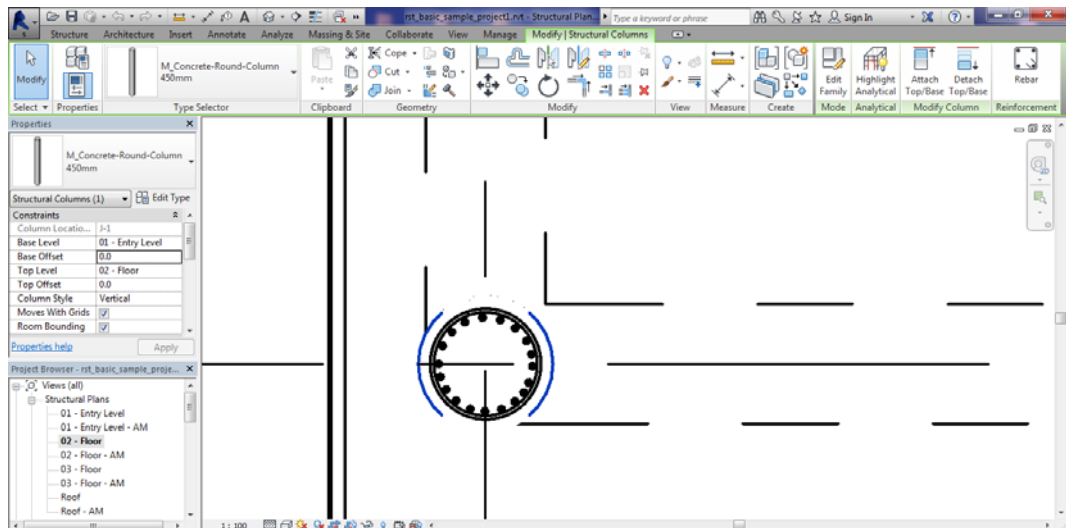 rst_basic_sample_project1.rvt - Structural Plan...
Type a keyword or phrase
Sign In
Structure Architecture Insert Annotate Analyze Massing & Site Collaborate View Manage Modify | Structural Columns
Modify
M_Concrete-Round-Column
450mm
Paste
Cope
Cut
Join
Edit Family
Highlight Analytical
Attach Top/Base
Detach Top/Base
Rebar
Select Properties Type Selector Clipboard Geometry Modify View Measure Create Mode Analytical Modify Column Reinforcement
Properties
M_Concrete-Round-Column
450mm
Structural Columns (1) Edit Type
Constraints
Column Locatio... J-1
Base Level 01 - Entry Level
Base Offset 0.0
Top Level 02 - Floor
Top Offset 0.0
Column Style Vertical
Moves With Grids
Room Bounding
Properties help Apply
Project Browser - rst_basic_sample_proje...
Views (all)
Structural Plans
01 - Entry Level
01 - Entry Level - AM
02 - Floor
02 - Floor - AM
03 - Floor
03 - Floor - AM
Roof
Roof - AM
1 : 100